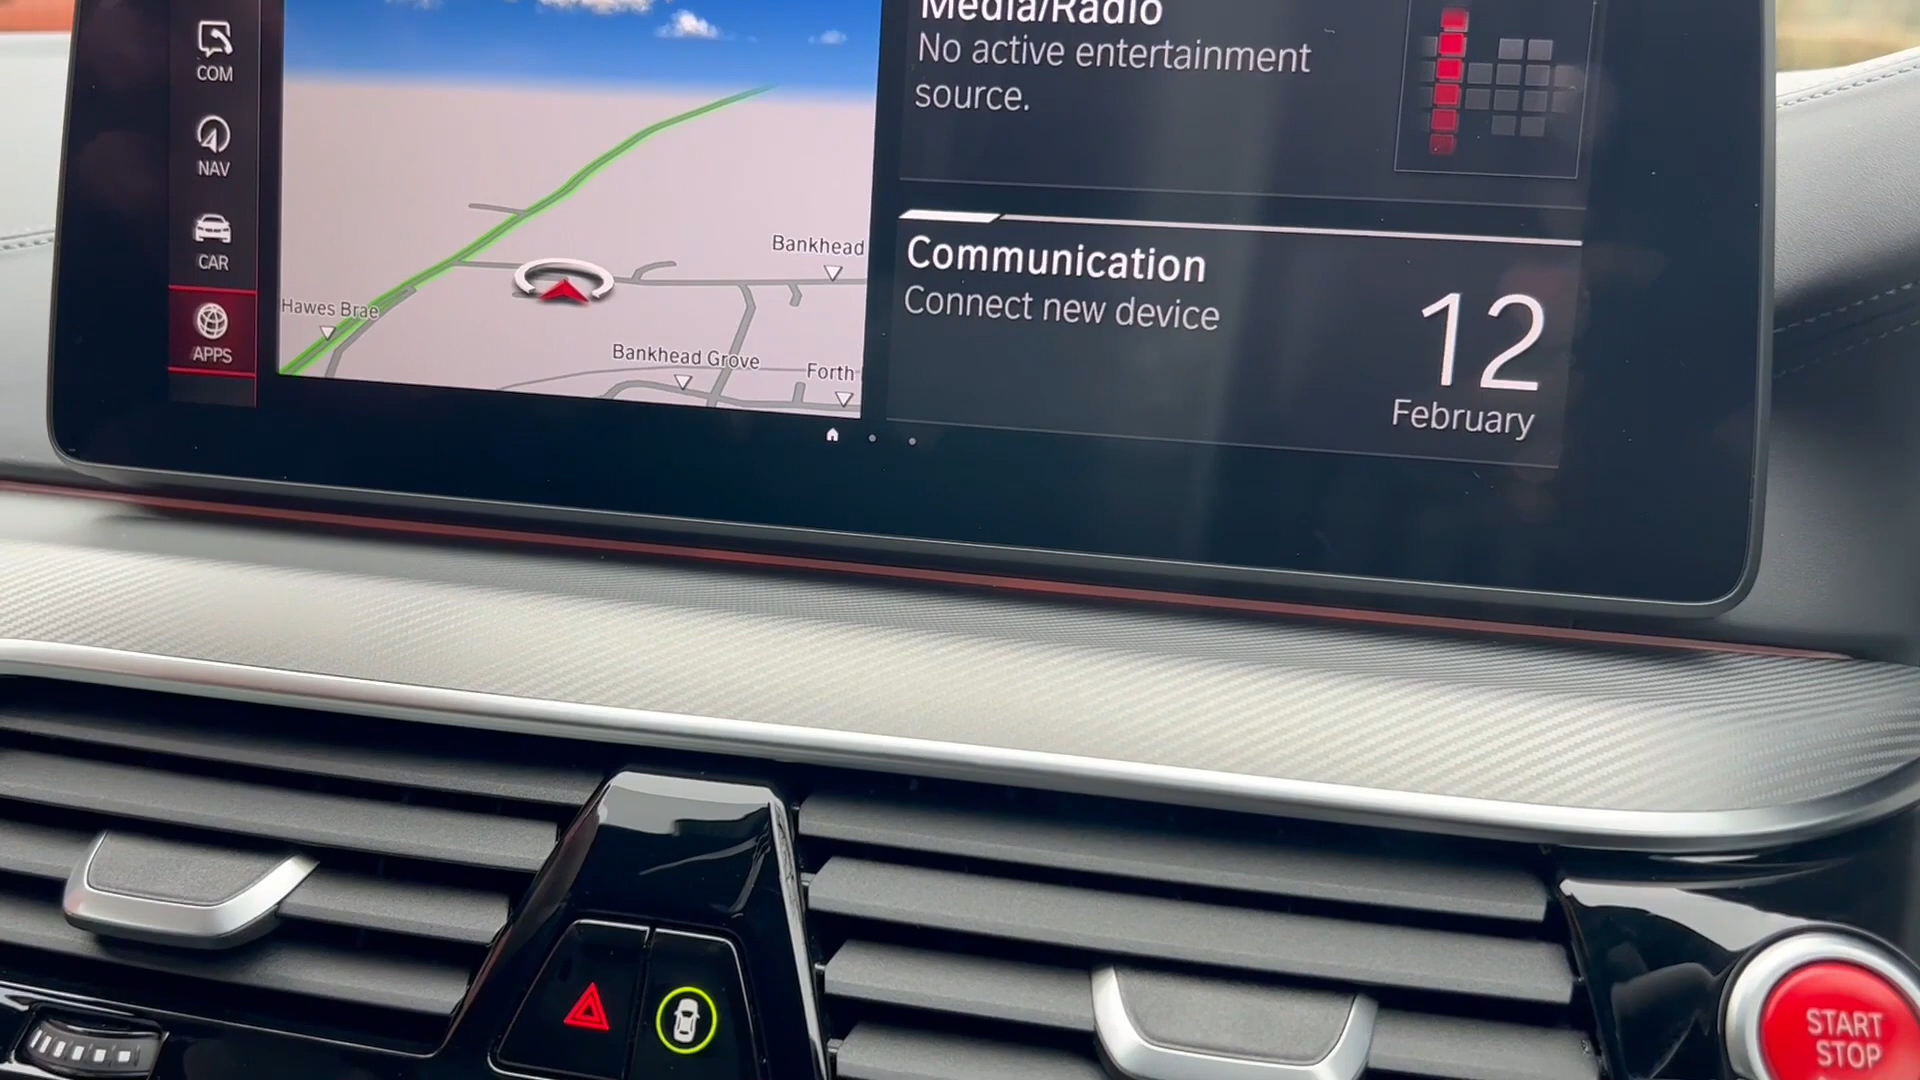 COM
NAV
CAR
APPS
Bankhead
Hawes Brae
Bankhead Grove
Forth
Media/Radio
No active entertainment
source.
Communication
Connect new device
12
February
START
STOP